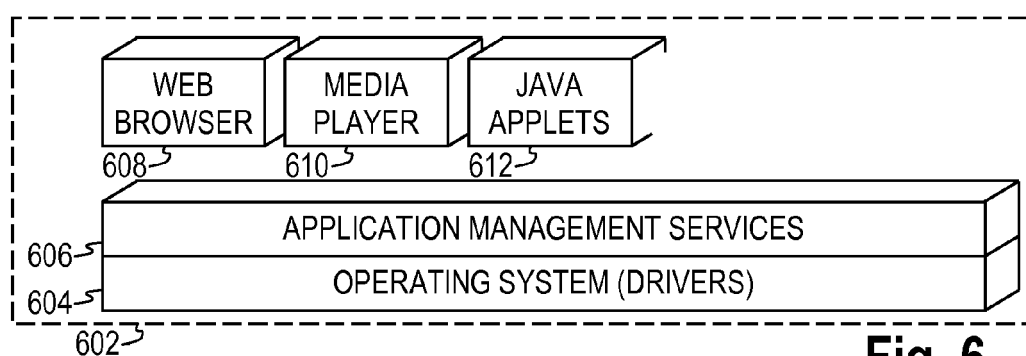 WEB
BROWSER
MEDIA
PLAYER
JAVA
APPLETS
608
610
612
APPLICATION MANAGEMENT SERVICES
606
OPERATING SYSTEM (DRIVERS)
604
602
Fig. 6